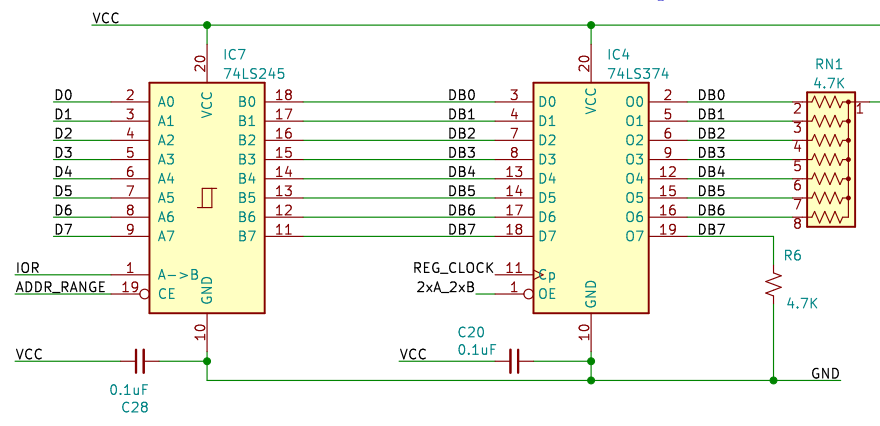 VCC
IC7
74LS245
20
VCC
IC4
74LS374
20
VCC
RN1
4.7K
D0 2 A0 B0 18 DB0 3 D0 O0 2 DB0 2 1
D1 3 A1 B1 17 DB1 4 D1 O1 5 DB1 3
D2 4 A2 B2 16 DB2 7 D2 O2 6 DB2 4
D3 5 A3 B3 15 DB3 8 D3 O3 9 DB3 5
D4 6 A4 B4 14 DB4 13 D4 O4 12 DB4 6
D5 7 A5 B5 13 DB5 14 D5 O5 15 DB5 7
D6 8 A6 B6 12 DB6 17 D6 O6 16 DB6 8
D7 9 A7 B7 11 DB7 18 D7 O7 19 DB7
IOR 1 A->B
ADDR_RANGE 19 CE
GND
10
REG_CLOCK 11 Cp
2xA_2xB 1 OE
GND
10
R6
4.7K
VCC
0.1uF
C28
C20
0.1uF
VCC
GND